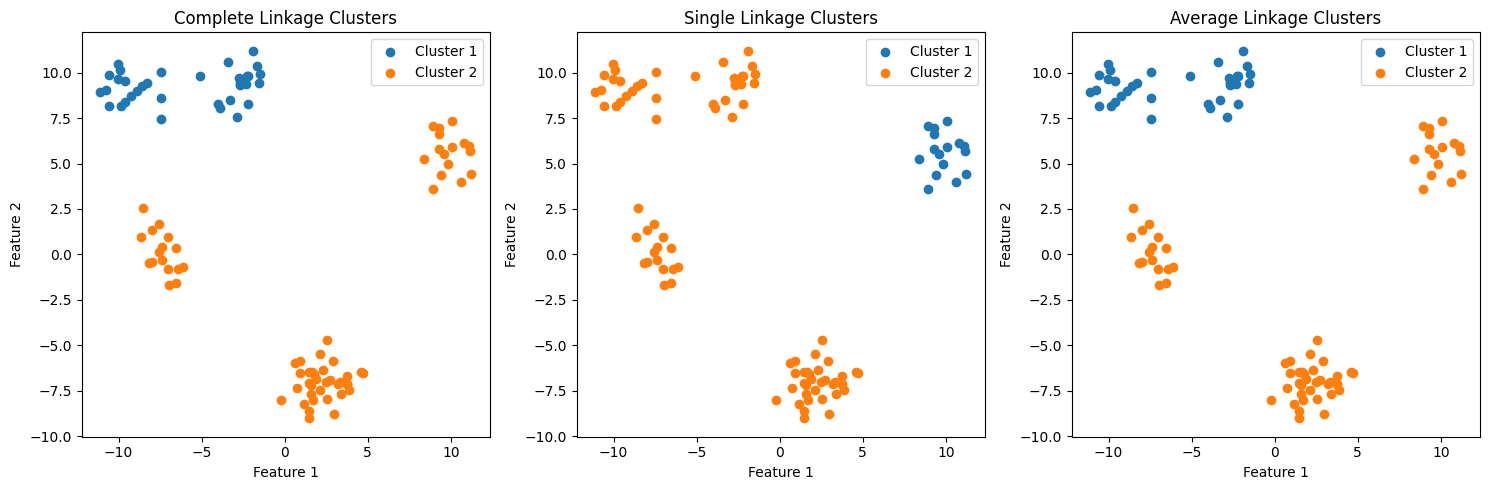 Complete Linkage Clusters
Cluster 1
Cluster 2
10.0
7.5
5.0
2.5
0.0
−2.5
−5.0
−7.5
−10.0
Feature 2
−10
−5
0
5
10
Feature 1
Single Linkage Clusters
Cluster 1
Cluster 2
10.0
7.5
5.0
2.5
0.0
−2.5
−5.0
−7.5
−10.0
Feature 2
−10
−5
0
5
10
Feature 1
Average Linkage Clusters
Cluster 1
Cluster 2
10.0
7.5
5.0
2.5
0.0
−2.5
−5.0
−7.5
−10.0
Feature 2
−10
−5
0
5
10
Feature 1